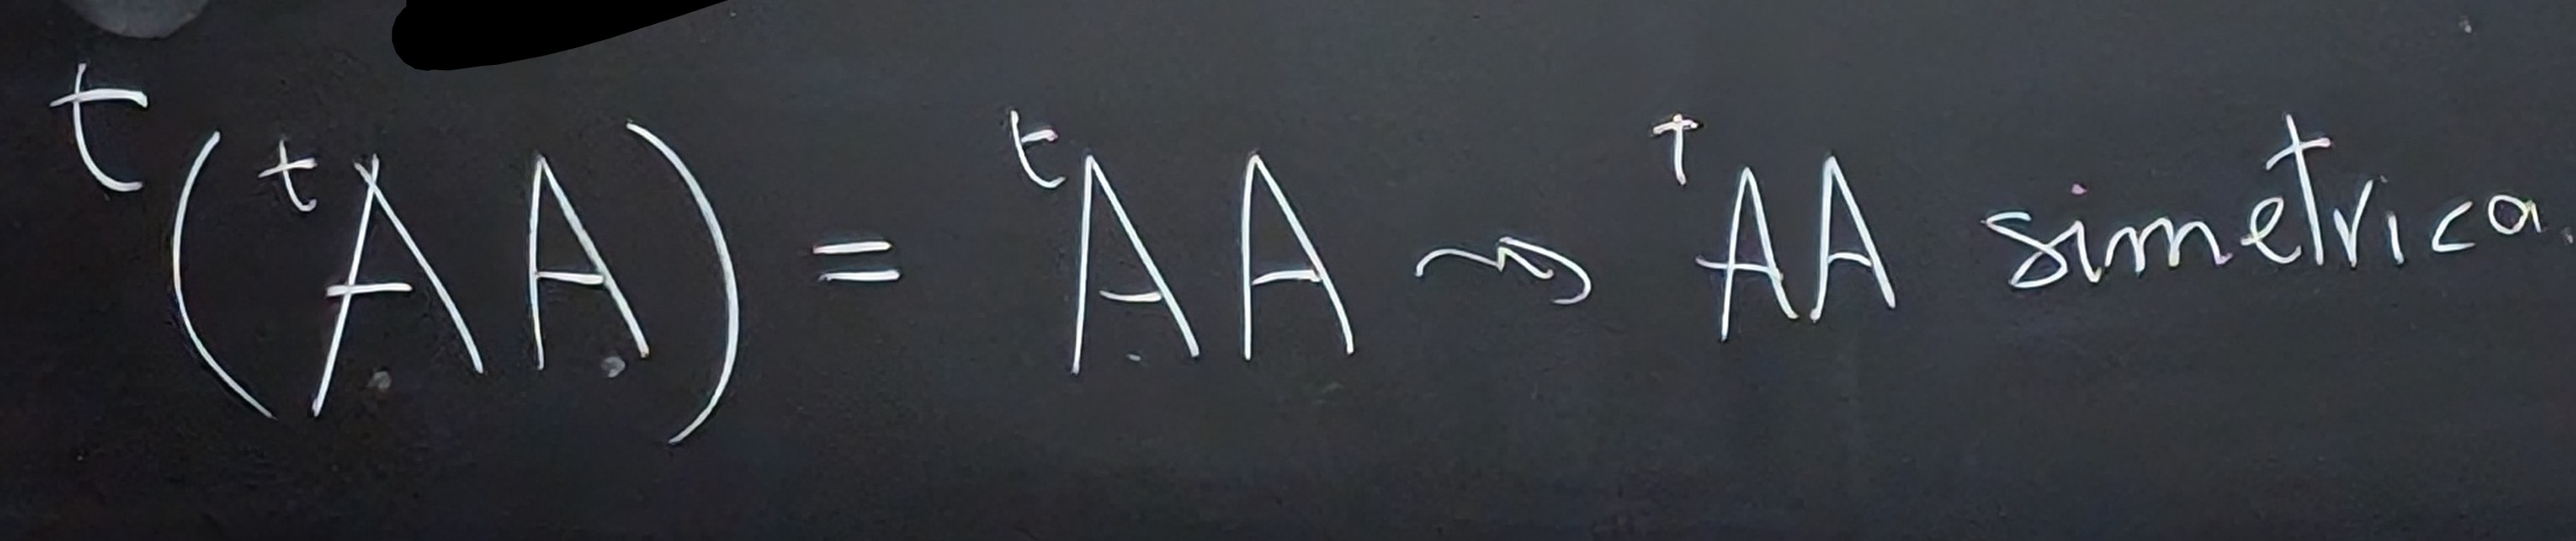 ᵗ(ᵗAA) = ᵗAA ⇝ ᵗAA simetrica